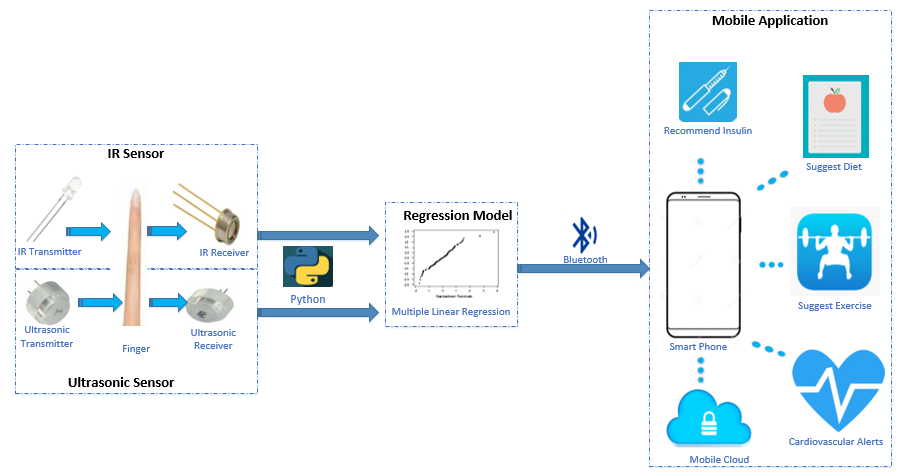 Mobile Application
Recommend Insulin
Suggest Diet
IR Sensor
IR Transmitter
IR Receiver
Regression Model
Multiple Linear Regression
Python
Bluetooth
Ultrasonic
Transmitter
Finger
Ultrasonic
Receiver
Ultrasonic Sensor
Suggest Exercise
Smart Phone
Cardiovascular Alerts
Mobile Cloud